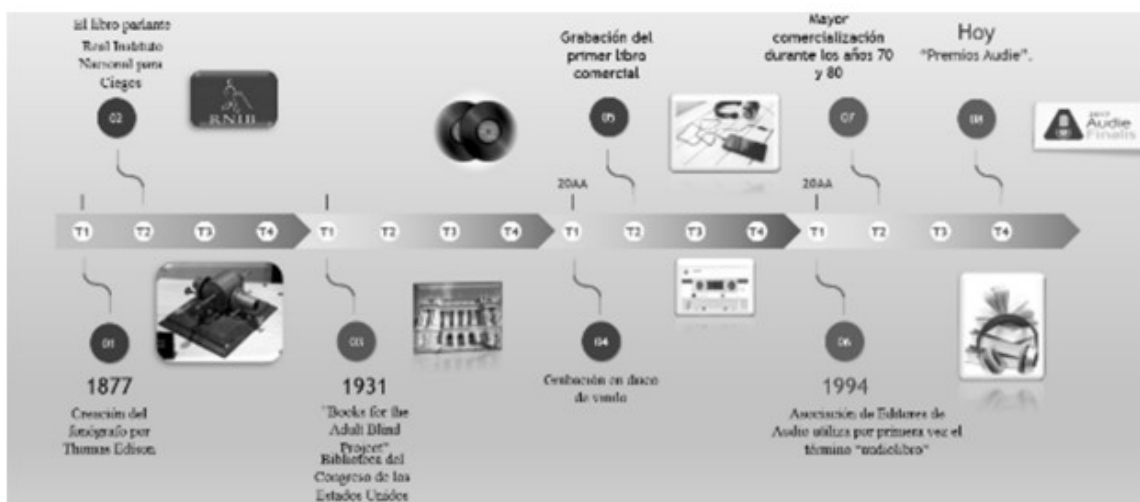 El libro parlante
Real Instituto
Nacional para
Ciegos
02
RNIB
Grabación del
primer libro
comercial
05
Mayor
comercialización
durante los años 70
y 80
07
Hoy
“Premios Audie”.
08
2017
Audie
Finalis
20AA
20AA
T1 T2 T3 T4 T1 T2 T3 T4 T1 T2 T3 T4 T1 T2 T3 T4
01
1877
Creación del
fonógrafo por
Thomas Edison
03
1931
"Books for the
Adult Blind
Project"
Biblioteca del
Congreso de los
Estados Unidos
04
Grabación en disco
de vinilo
06
1994
Asociación de Editores de
Audio utiliza por primera vez el
término “audiolibro”